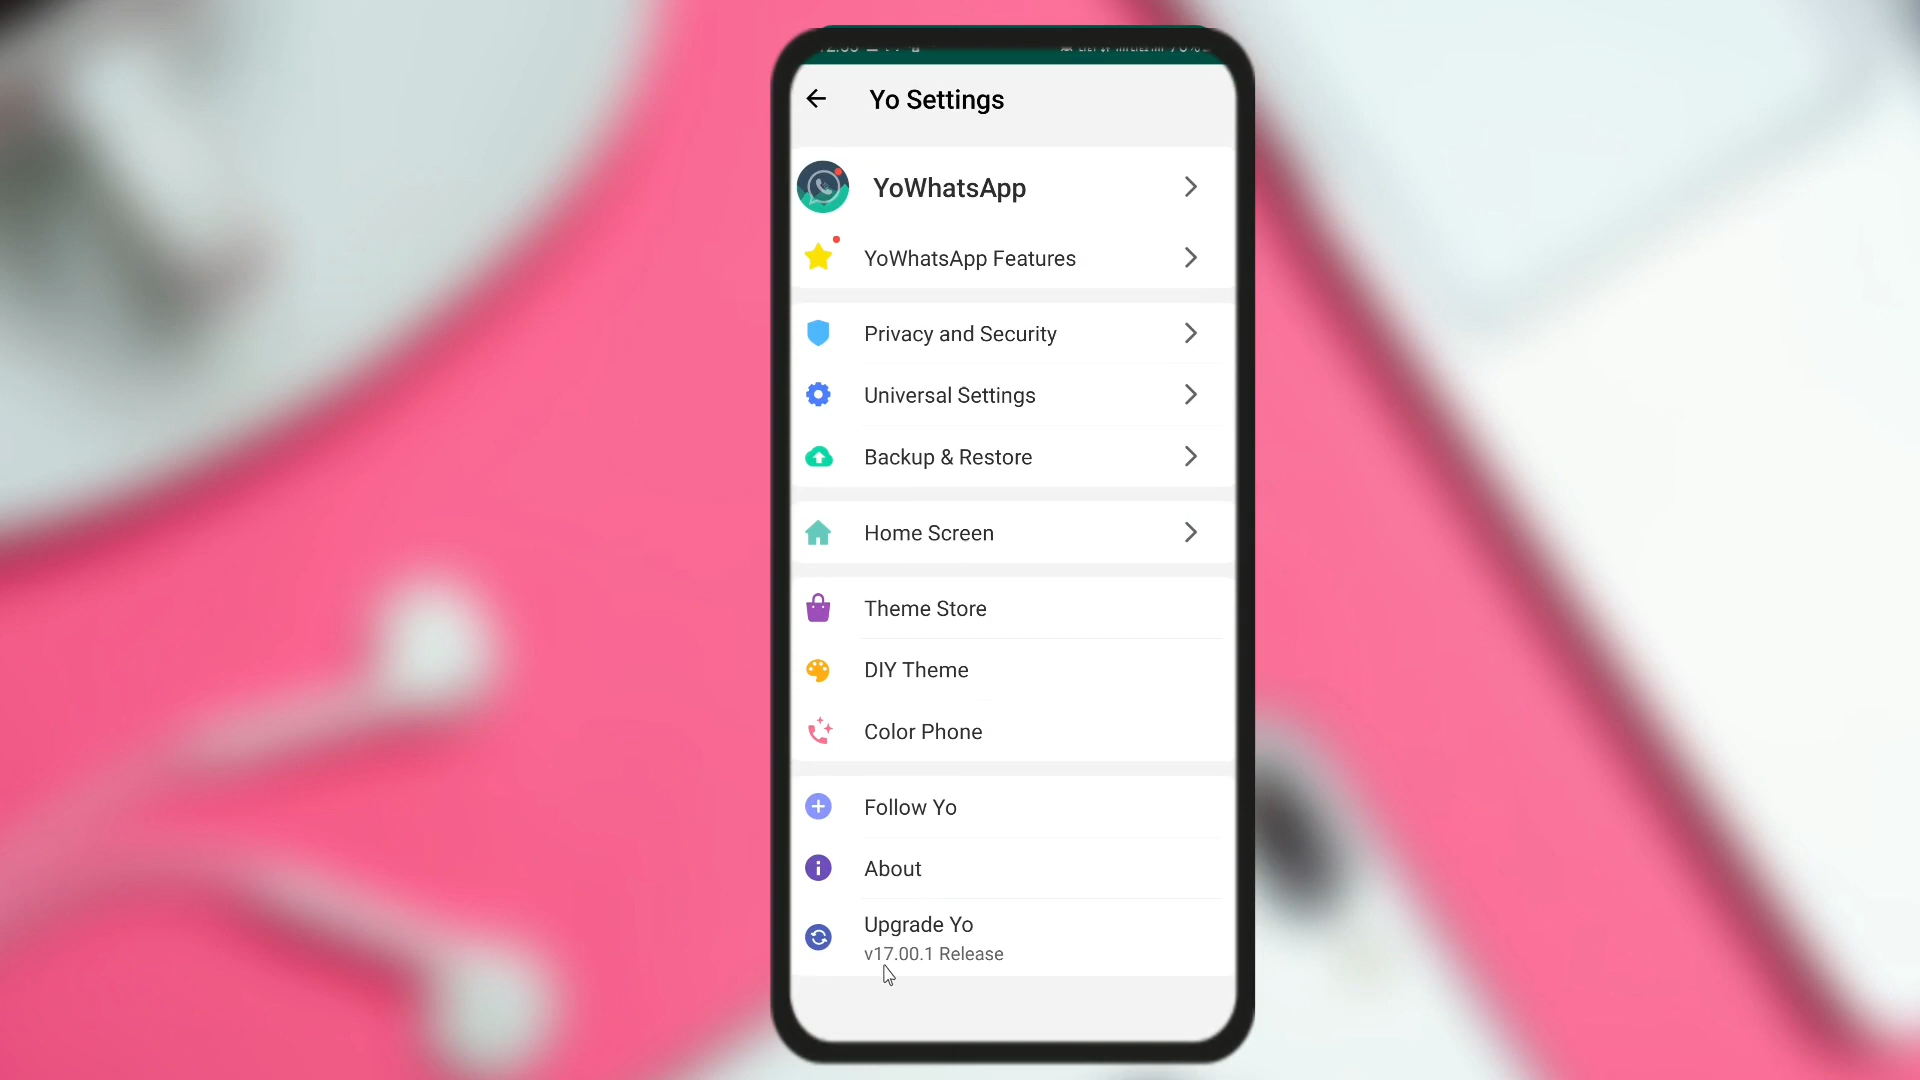 Yo Settings
YoWhatsApp
YoWhatsApp Features
Privacy and Security
Universal Settings
Backup & Restore
Home Screen
Theme Store
DIY Theme
Color Phone
Follow Yo
About
Upgrade Yo
v17.00.1 Release